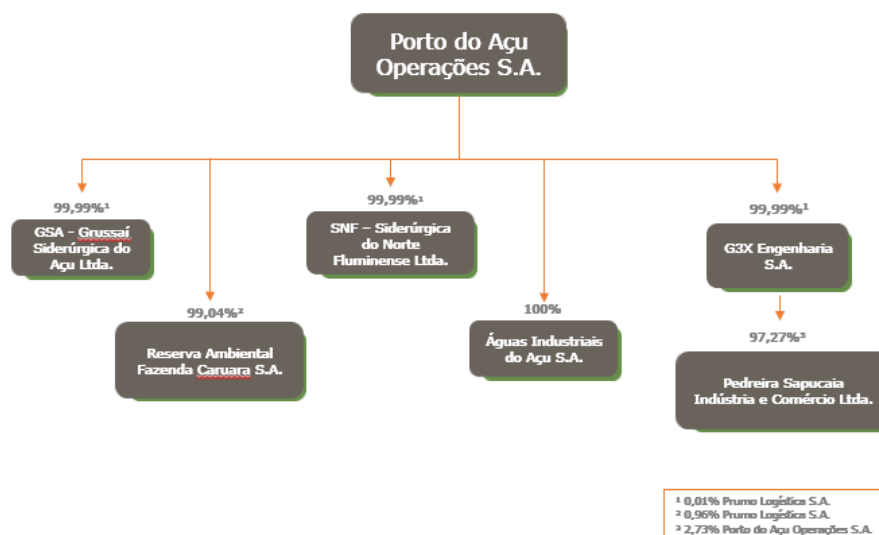 Porto do Açu
Operações S.A.
99,99%¹
GSA - Grussaí
Siderúrgica do
Açu Ltda.
99,04%²
Reserva Ambiental
Fazenda Caruara S.A.
99,99%¹
SNF – Siderúrgica
do Norte
Fluminense Ltda.
100%
Águas Industriais
do Açu S.A.
99,99%¹
G3X Engenharia
S.A.
97,27%³
Pedreira Sapucaia
Indústria e Comércio Ltda.
¹ 0,01% Prumo Logística S.A.
² 0,96% Prumo Logística S.A.
³ 2,73% Porto do Açu Operações S.A.